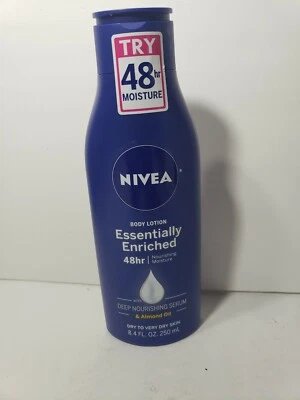 TRY
48hr
MOISTURE
NIVEA
BODY LOTION
Essentially
Enriched
48hr | Nourishing
Moisture
with
DEEP NOURISHING SERUM
& Almond Oil
DRY TO VERY DRY SKIN
8.4 FL. OZ. 250 mL